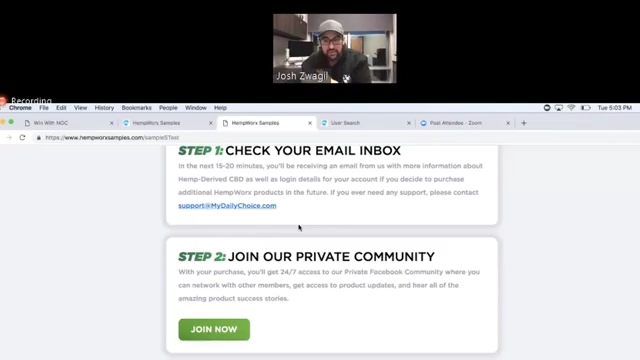 Josh Zwagil
Recording
Chrome File Edit View History Bookmarks People Tab Window Help Tue 5:03 PM
Win With MDC HempWorx Samples HempWorx Samples User Search Post Attendee - Zoom
https://www.hempworxsamples.com/sample5Test
STEP 1: CHECK YOUR EMAIL INBOX
In the next 15-20 minutes, you'll be receiving an email from us with more information about
Hemp-Derived CBD as well as login details for your account if you decide to purchase
additional HempWorx products in the future. If you ever need any support, please contact
support@MyDailyChoice.com
STEP 2: JOIN OUR PRIVATE COMMUNITY
With your purchase, you'll get 24/7 access to our Private Facebook Community where you
can network with other members, get access to product updates, and hear all of the
amazing product success stories.
JOIN NOW